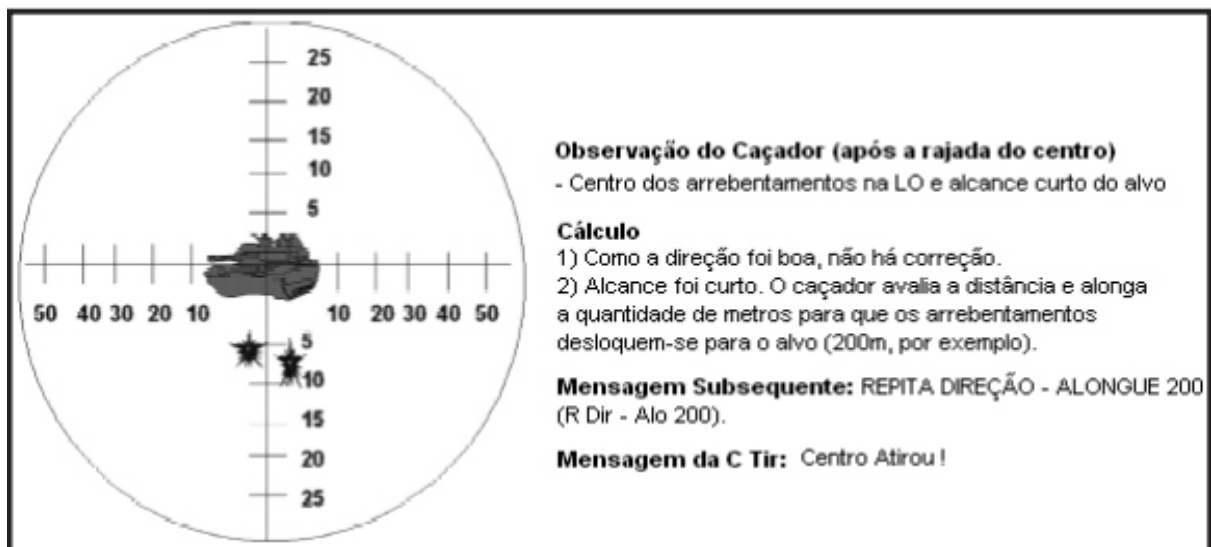 25
20
15
10
5
50 40 30 20 10 10 20 30 40 50
5
10
15
20
25
Observação do Caçador (após a rajada do centro)
- Centro dos arrebentamentos na LO e alcance curto do alvo
Cálculo
1) Como a direção foi boa, não há correção.
2) Alcance foi curto. O caçador avalia a distância e alonga
a quantidade de metros para que os arrebentamentos
desloquem-se para o alvo (200m, por exemplo).
Mensagem Subsequente: REPITA DIREÇÃO - ALONGUE 200
(R Dir - Alo 200).
Mensagem da C Tir: Centro Atirou !